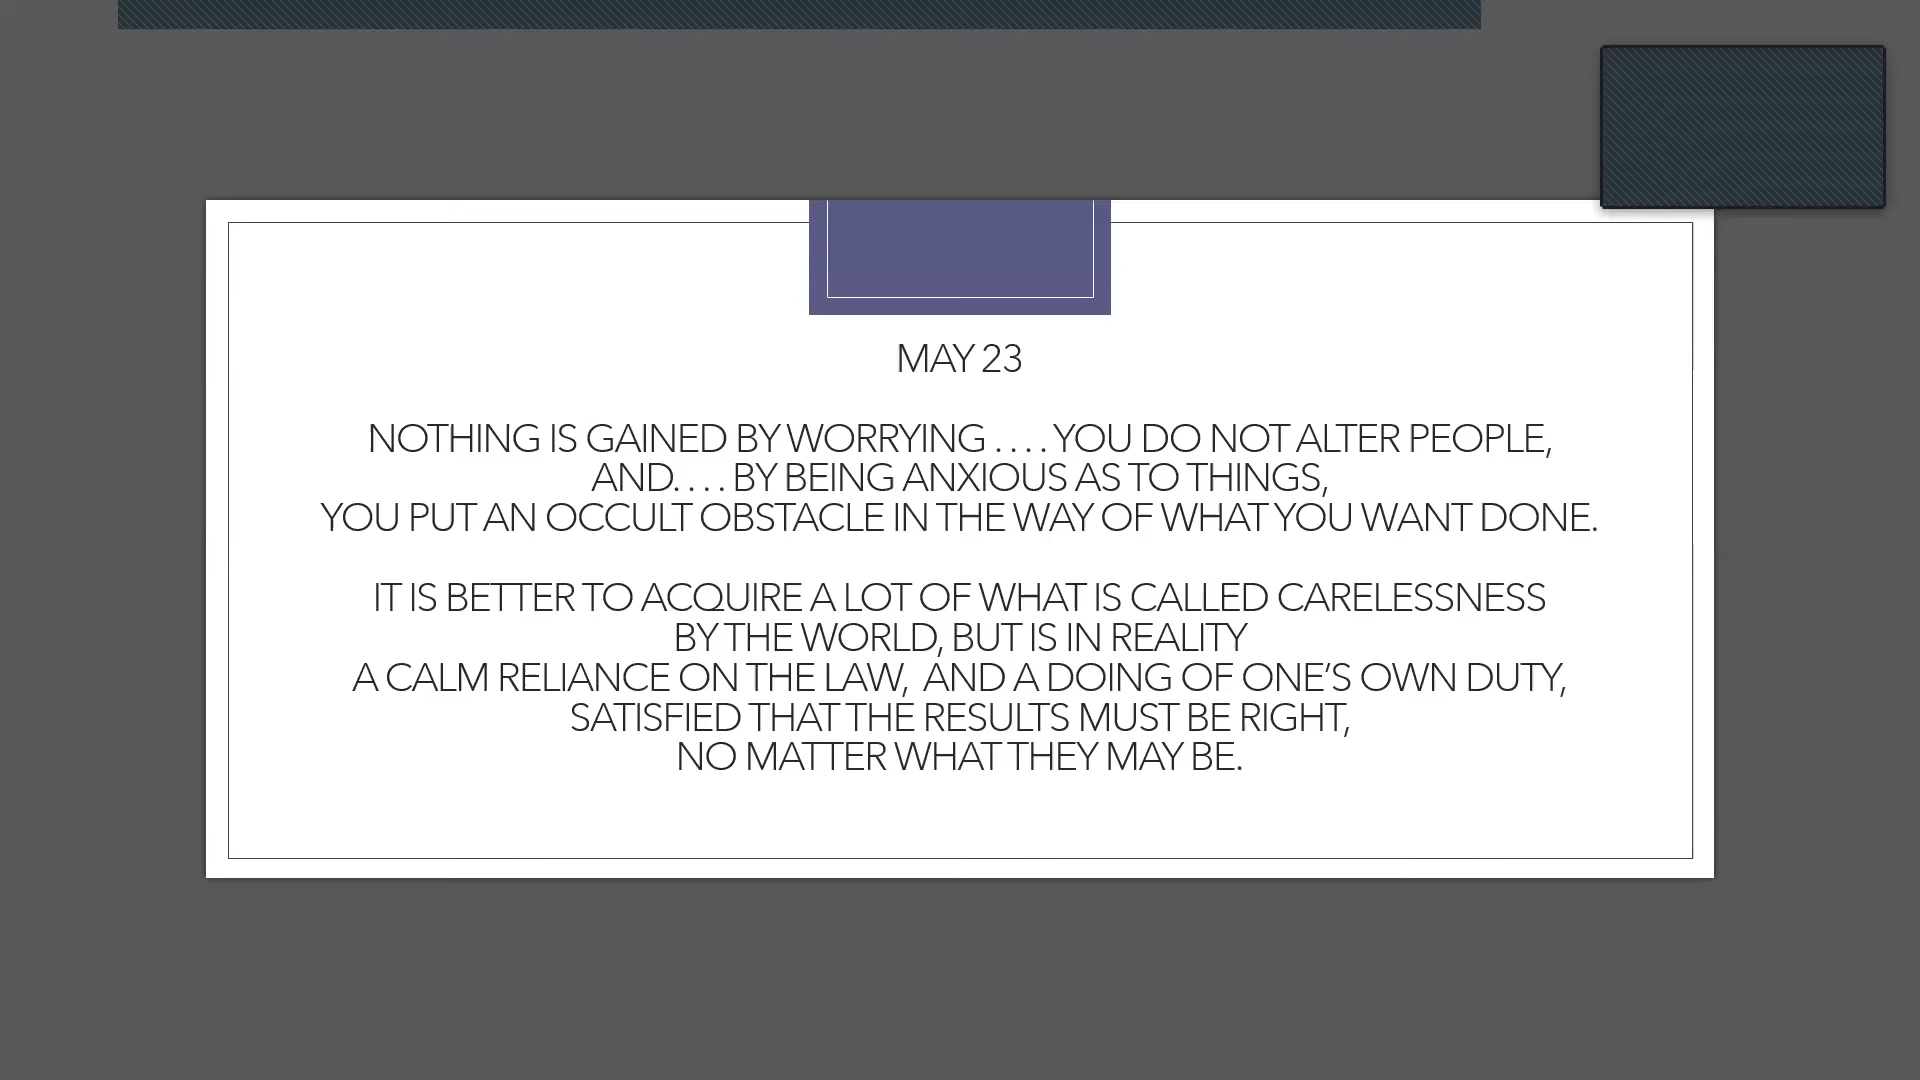 MAY 23
NOTHING IS GAINED BY WORRYING . . . . YOU DO NOT ALTER PEOPLE,
AND. . . . BY BEING ANXIOUS AS TO THINGS,
YOU PUT AN OCCULT OBSTACLE IN THE WAY OF WHAT YOU WANT DONE.
IT IS BETTER TO ACQUIRE A LOT OF WHAT IS CALLED CARELESSNESS
BY THE WORLD, BUT IS IN REALITY
A CALM RELIANCE ON THE LAW,  AND A DOING OF ONE’S OWN DUTY,
SATISFIED THAT THE RESULTS MUST BE RIGHT,
NO MATTER WHAT THEY MAY BE.